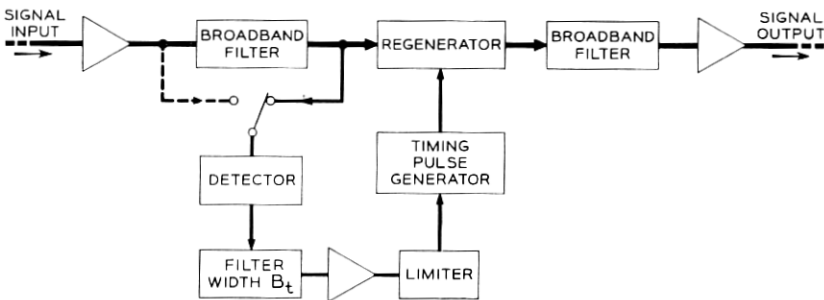 SIGNAL
INPUT
BROADBAND
FILTER
REGENERATOR
BROADBAND
FILTER
SIGNAL
OUTPUT
DETECTOR
TIMING
PULSE
GENERATOR
FILTER
WIDTH Bt
LIMITER